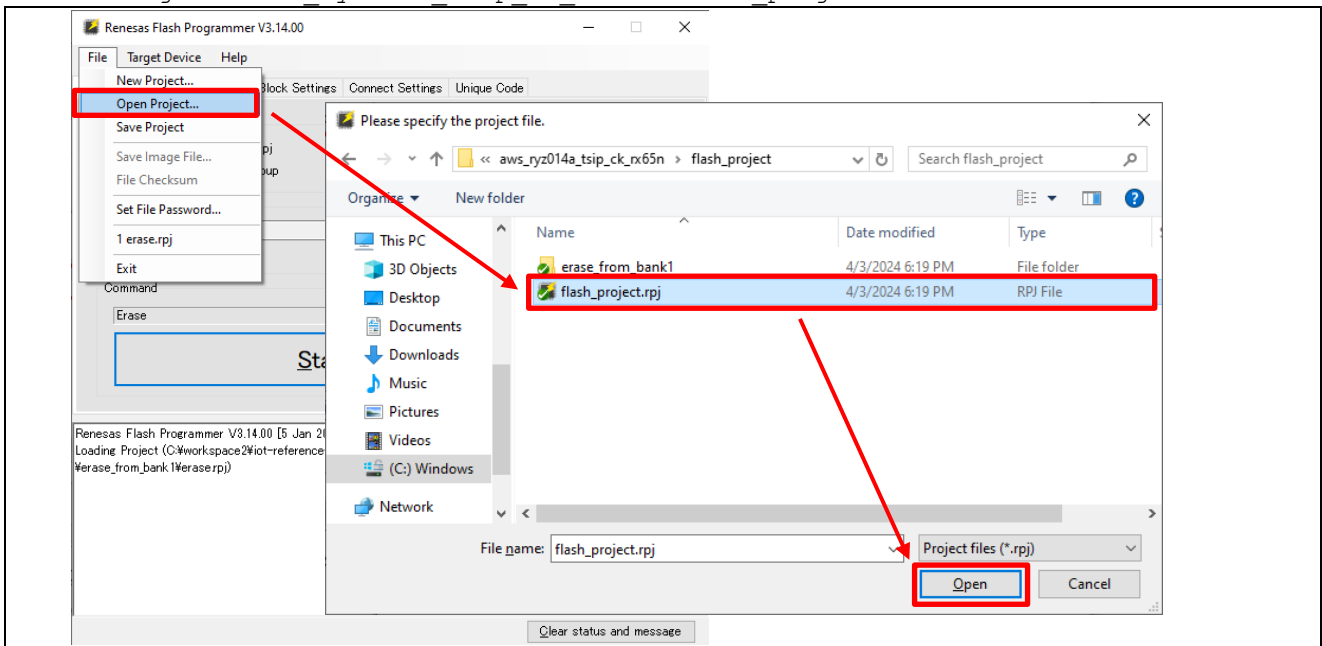 Renesas Flash Programmer V3.14.00
File Target Device Help
New Project...
Open Project...
Save Project
Save Image File...
File Checksum
Set File Password...
1 erase.rpj
Exit
Block Settings Connect Settings Unique Code
Command
Erase
Renesas Flash Programmer V3.14.00 [5 Jan 20
Loading Project (C:¥workspace2¥iot-reference
¥erase_from_bank1¥erase.rpj)
Clear status and message
Please specify the project file.
« aws_ryz014a_tsip_ck_rx65n > flash_project
Search flash_project
Organize New folder
This PC
3D Objects
Desktop
Documents
Downloads
Music
Pictures
Videos
(C:) Windows
Network
Name Date modified Type
erase_from_bank1 4/3/2024 6:19 PM File folder
flash_project.rpj 4/3/2024 6:19 PM RPJ File
File name: flash_project.rpj
Project files (*.rpj)
Open Cancel